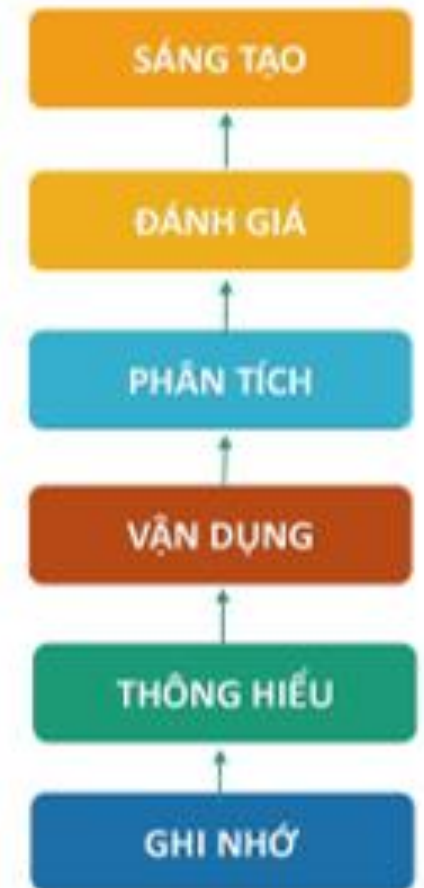 SÁNG TẠO
ĐÁNH GIÁ
PHÂN TÍCH
VẬN DỤNG
THÔNG HIỂU
GHI NHỚ